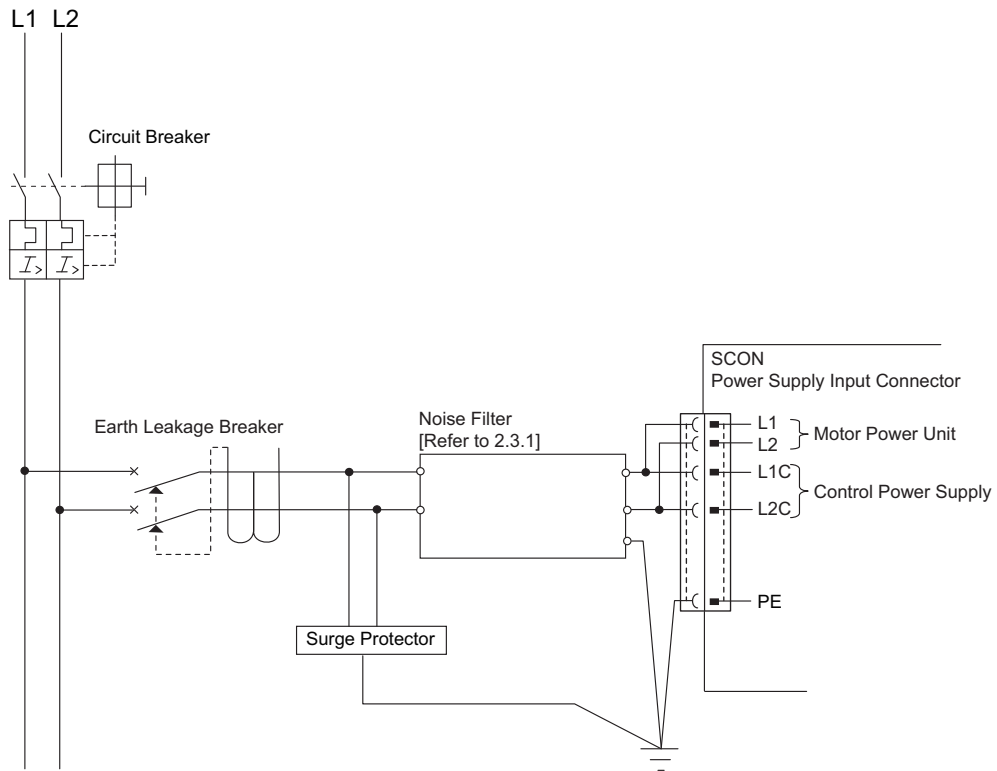 L1 L2
Circuit Breaker
I> I>
SCON
Power Supply Input Connector
Noise Filter
[Refer to 2.3.1]
Earth Leakage Breaker
L1
L2
Motor Power Unit
L1C
L2C
Control Power Supply
PE
Surge Protector